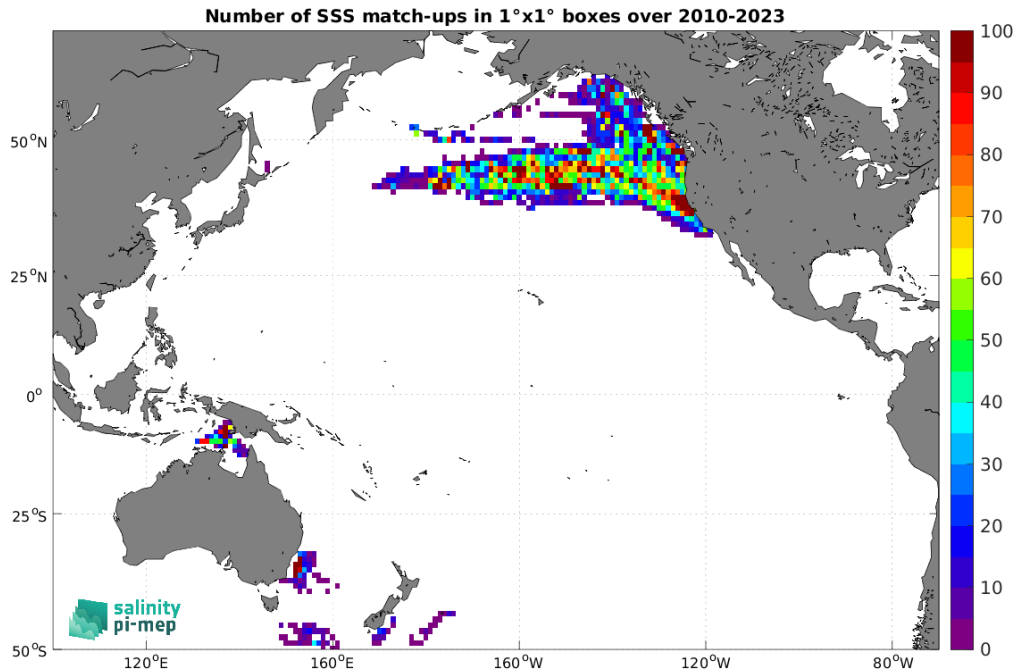 Number of SSS match-ups in 1°x1° boxes over 2010-2023
100
90
80
70
60
50
40
30
20
10
0
50°N
25°N
0°
25°S
50°S
120°E
160°E
160°W
120°W
80°W
salinity
pi-mep